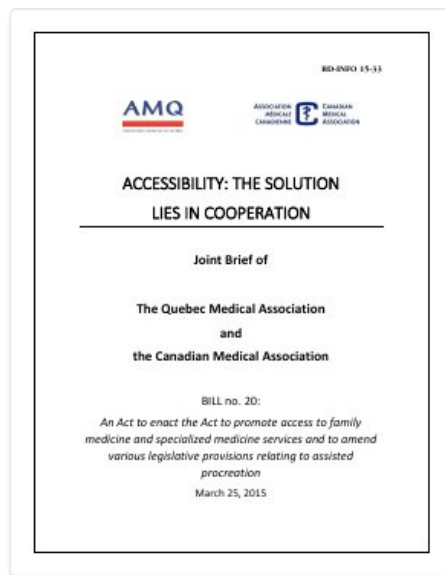 BD-INFO 15-33
AMQ
ASSOCIATION
MÉDICALE
CANADIENNE
CANADIAN
MEDICAL
ASSOCIATION
ACCESSIBILITY: THE SOLUTION
LIES IN COOPERATION
Joint Brief of
The Quebec Medical Association
and
the Canadian Medical Association
BILL no. 20:
An Act to enact the Act to promote access to family
medicine and specialized medicine services and to amend
various legislative provisions relating to assisted
procreation
March 25, 2015